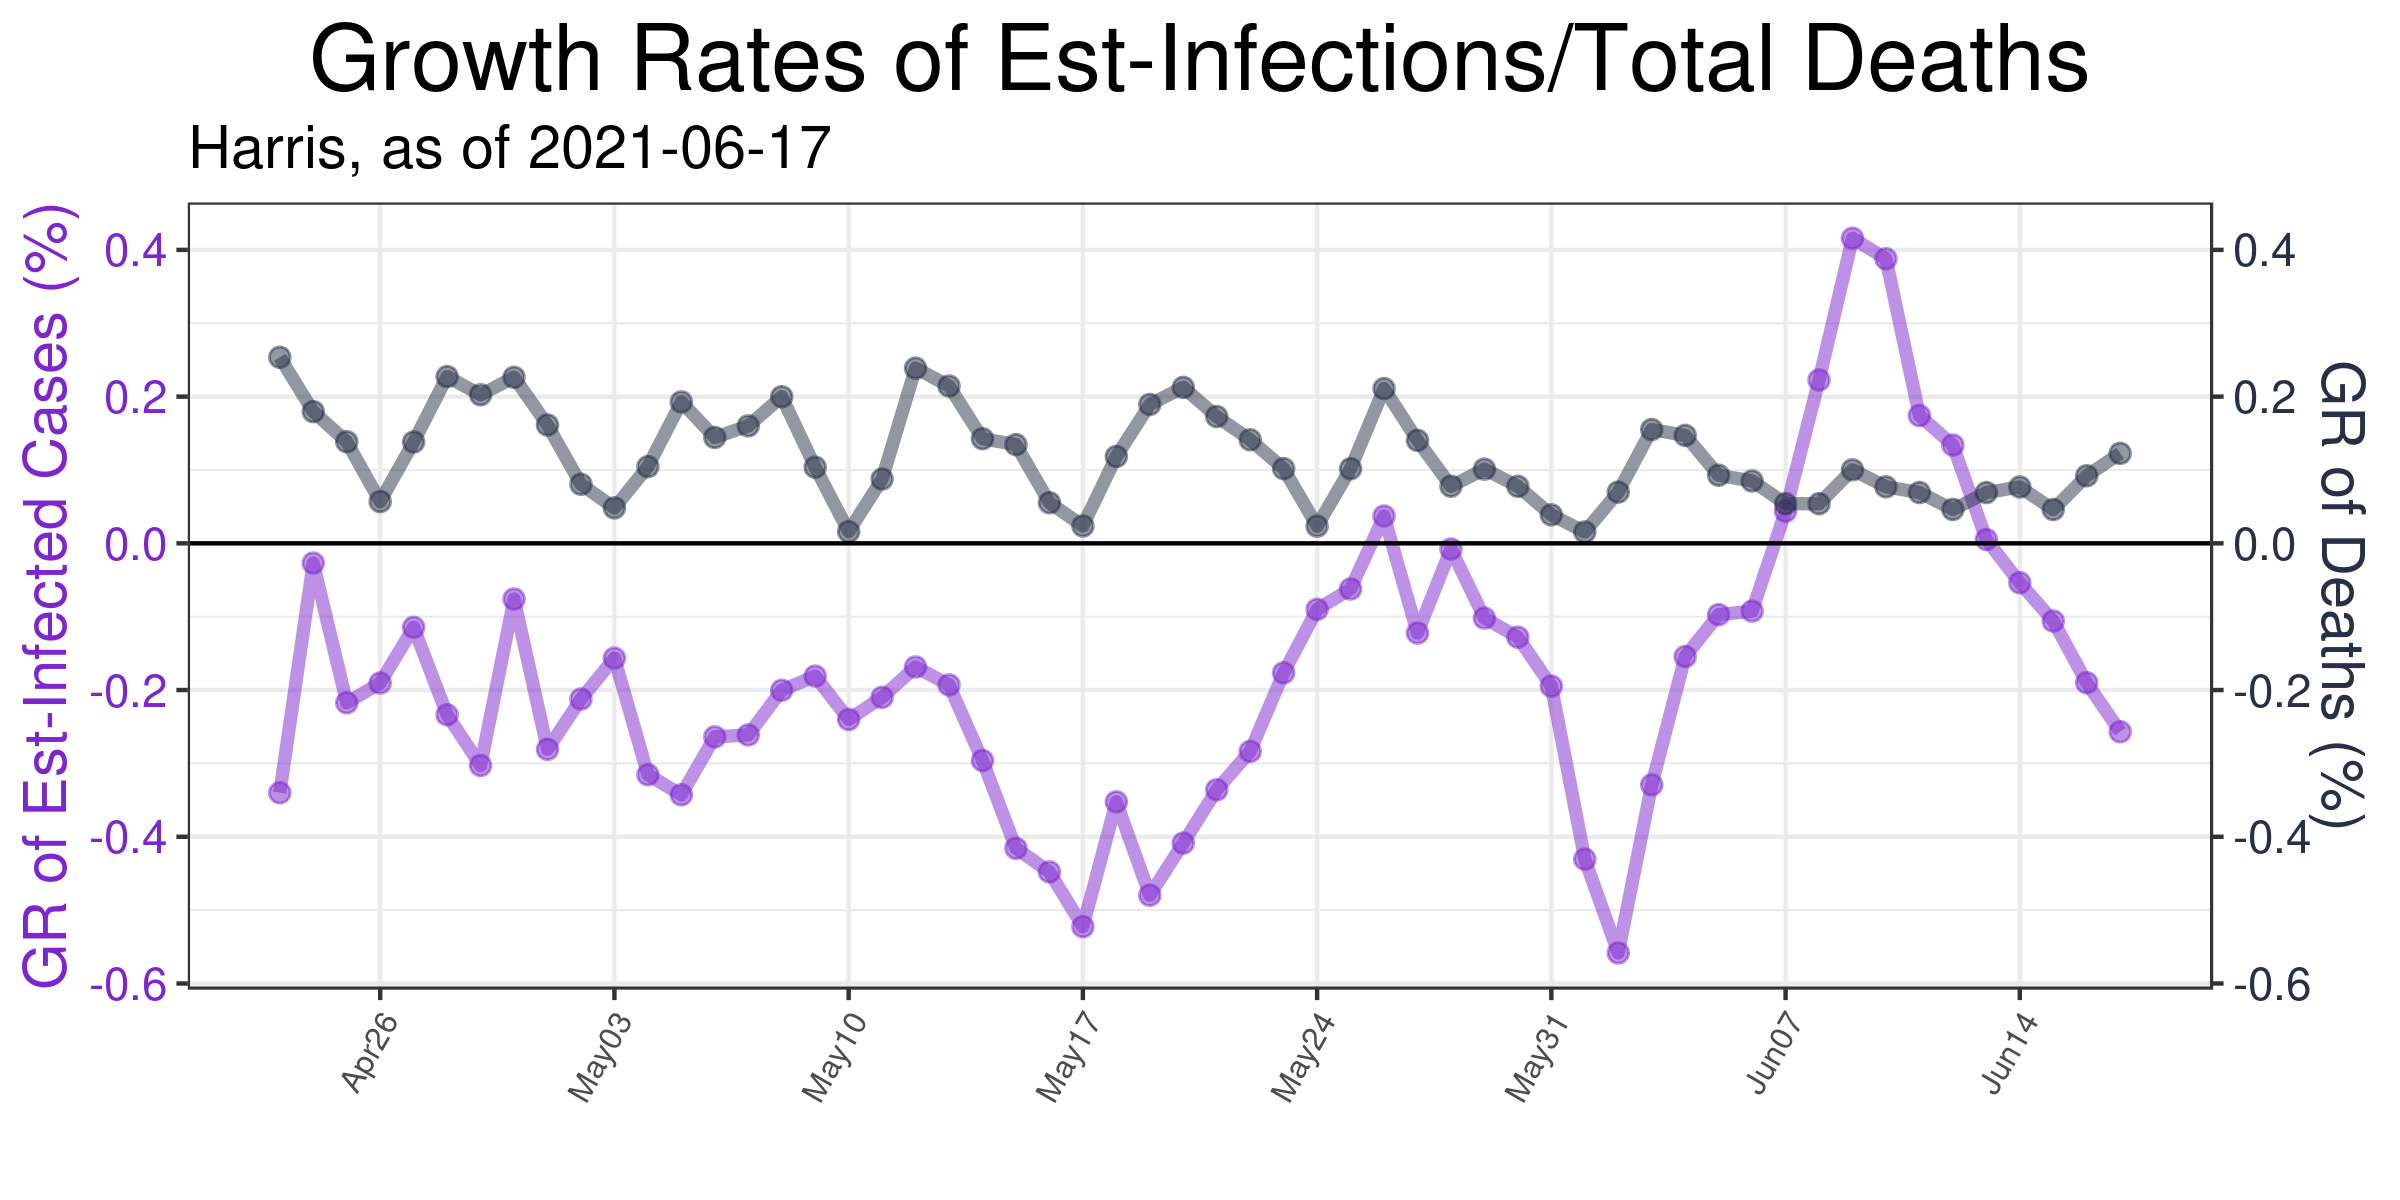 Growth Rates of Est-Infections/Total Deaths
Harris, as of 2021-06-17
GR of Est-Infected Cases (%)
0.4
0.2
0.0
-0.2
-0.4
-0.6
0.4
0.2
0.0
-0.2
-0.4
-0.6
GR of Deaths (%)
Apr26
May03
May10
May17
May24
May31
Jun07
Jun14